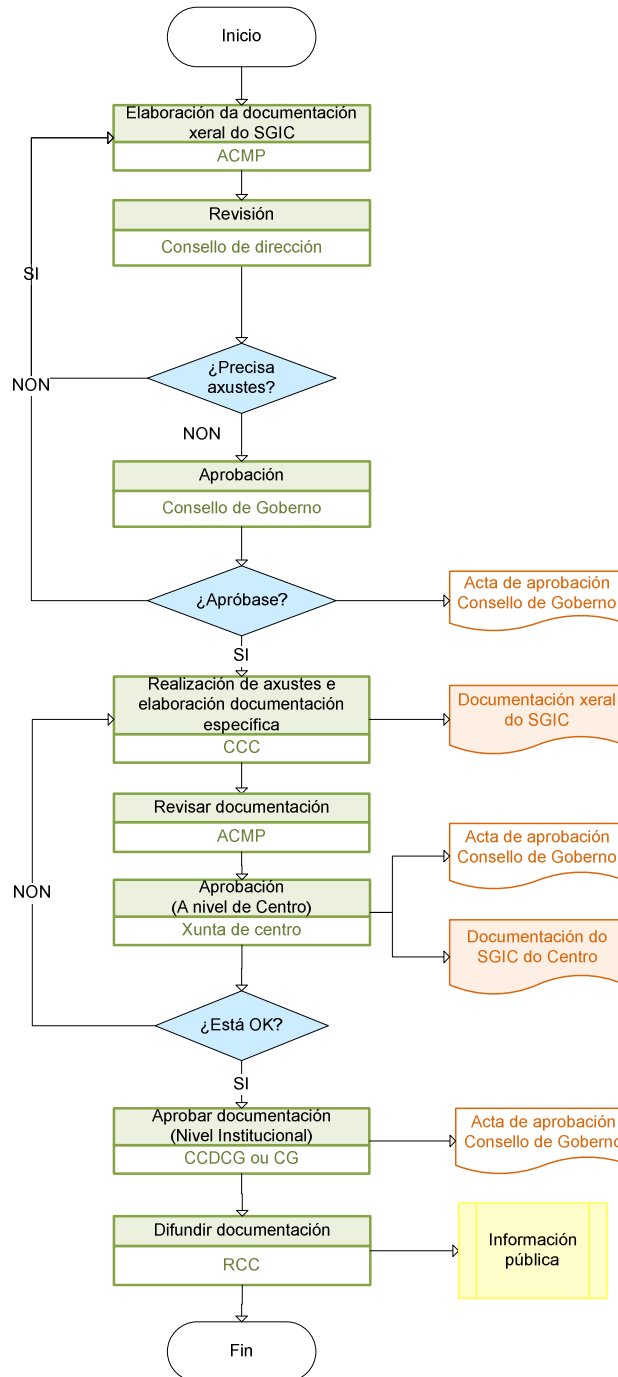 Inicio
Elaboración da documentación
xeral do SGIC
ACMP
Revisión
Consello de dirección
SI
¿Precisa
axustes?
NON
NON
Aprobación
Consello de Goberno
¿Apróbase?
Acta de aprobación
Consello de Goberno
SI
Realización de axustes e
elaboración documentación
específica
CCC
Documentación xeral
do SGIC
Revisar documentación
ACMP
Acta de aprobación
Consello de Goberno
NON
Aprobación
(A nivel de Centro)
Xunta de centro
Documentación do
SGIC do Centro
¿Está OK?
SI
Aprobar documentación
(Nivel Institucional)
CCDCG ou CG
Acta de aprobación
Consello de Goberno
Difundir documentación
RCC
Información
pública
Fin